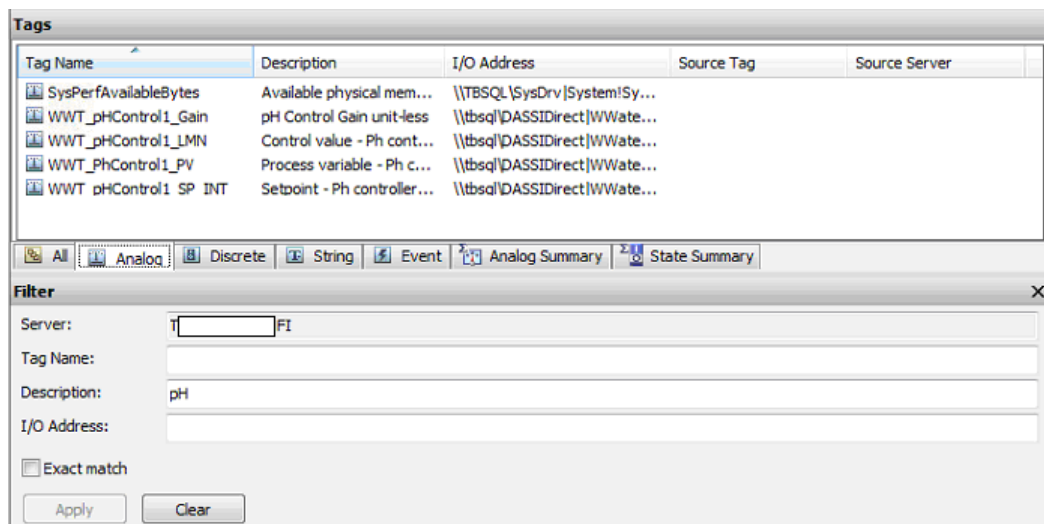 Tags
Tag Name Description I/O Address Source Tag Source Server
SysPerfAvailableBytes Available physical mem... \\TBSQL\SysDrv|System!Sy...
WWT_pHControl1_Gain pH Control Gain unit-less \\tbsql\DASSIDirect|WWate...
WWT_pHControl1_LMN Control value - Ph cont... \\tbsql\DASSIDirect|WWate...
WWT_PhControl1_PV Process variable - Ph c... \\tbsql\DASSIDirect|WWate...
WWT_pHControl1_SP_INT Setpoint - Ph controller... \\tbsql\DASSIDirect|WWate...
All Analog Discrete String Event Analog Summary State Summary
Filter
Server: T FI
Tag Name:
Description: pH
I/O Address:
Exact match
Apply Clear